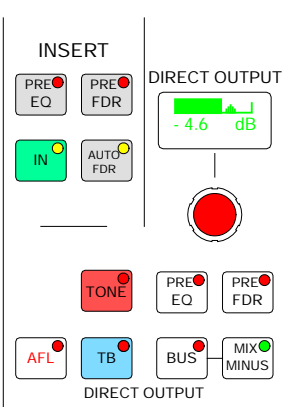 INSERT
PRE EQ
PRE FDR
DIRECT OUTPUT
- 4.6 dB
IN
AUTO FDR
TONE
PRE EQ
PRE FDR
AFL
TB
BUS
MIX MINUS
DIRECT OUTPUT